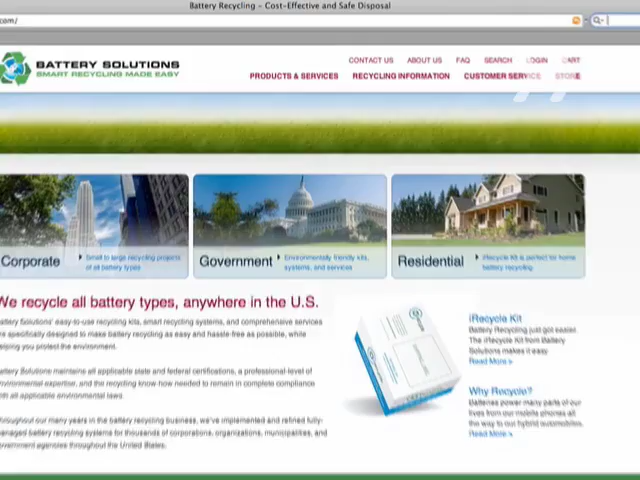 Battery Recycling - Cost-Effective and Safe Disposal
com/
BATTERY SOLUTIONS
SMART RECYCLING MADE EASY
CONTACT US ABOUT US FAQ SEARCH LOGIN CART
PRODUCTS & SERVICES RECYCLING INFORMATION CUSTOMER SERVICE STORE
Corporate
Small to large recycling projects
of all battery types
Government
Environmentally friendly kits,
systems, and services
Residential
iRecycle Kit is perfect for home
battery recycling
We recycle all battery types, anywhere in the U.S.
attery Solutions' easy-to-use recycling kits, smart recycling systems, and comprehensive services
re specifically designed to make battery recycling as easy and hassle-free as possible, while
elping you protect the environment.
attery Solutions maintains all applicable state and federal certifications, a professional-level of
nvironmental expertise, and the recycling know-how needed to remain in complete compliance
ith all applicable environmental laws.
hroughout our many years in the battery recycling business, we've implemented and refined fully-
anaged battery recycling systems for thousands of corporations, organizations, municipalities, and
overnment agencies throughout the United States.
iRecycle Kit
Battery Recycling just got easier.
The iRecycle Kit from Battery
Solutions makes it easy
Read More »
Why Recycle?
Batteries power many parts of our
lives from our mobile phones all
the way to our hybrid automobiles.
Read More »